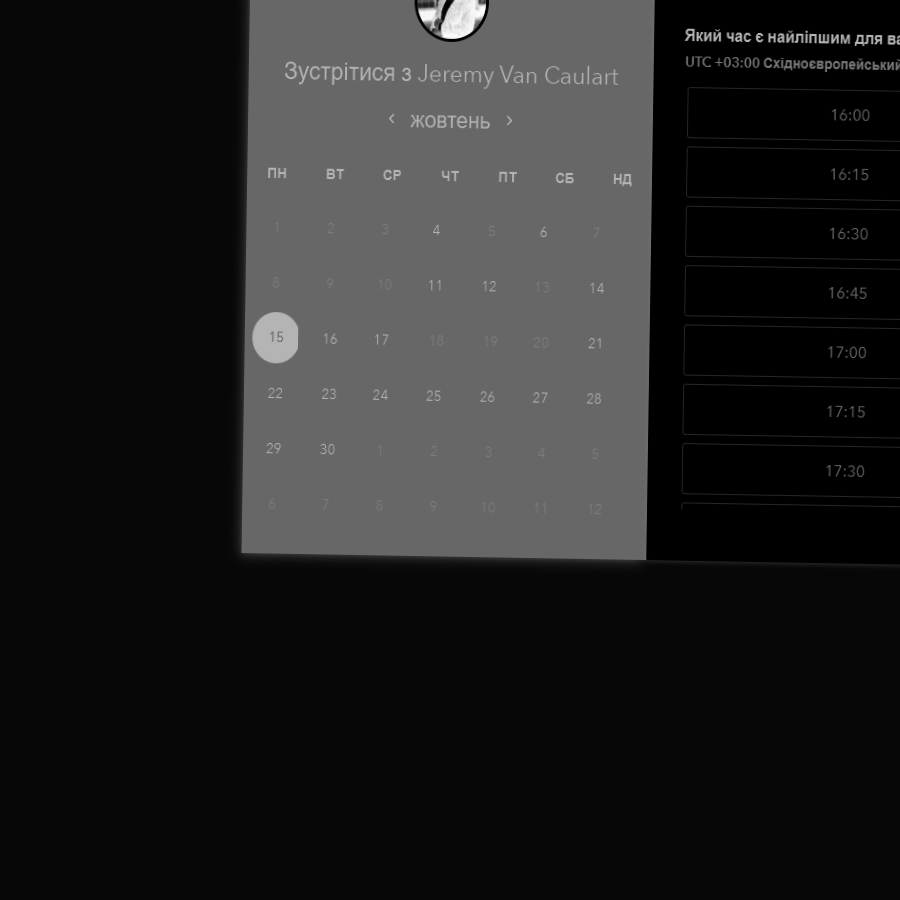 Зустрітися з Jeremy Van Caulart
‹ жовтень ›
ПН ВТ СР ЧТ ПТ СБ НД
1 2 3 4 5 6 7
8 9 10 11 12 13 14
15 16 17 18 19 20 21
22 23 24 25 26 27 28
29 30 1 2 3 4 5
6 7 8 9 10 11 12
Який час є найліпшим для
UTC +03:00 Східноєвропейський
16:00
16:15
16:30
16:45
17:00
17:15
17:30